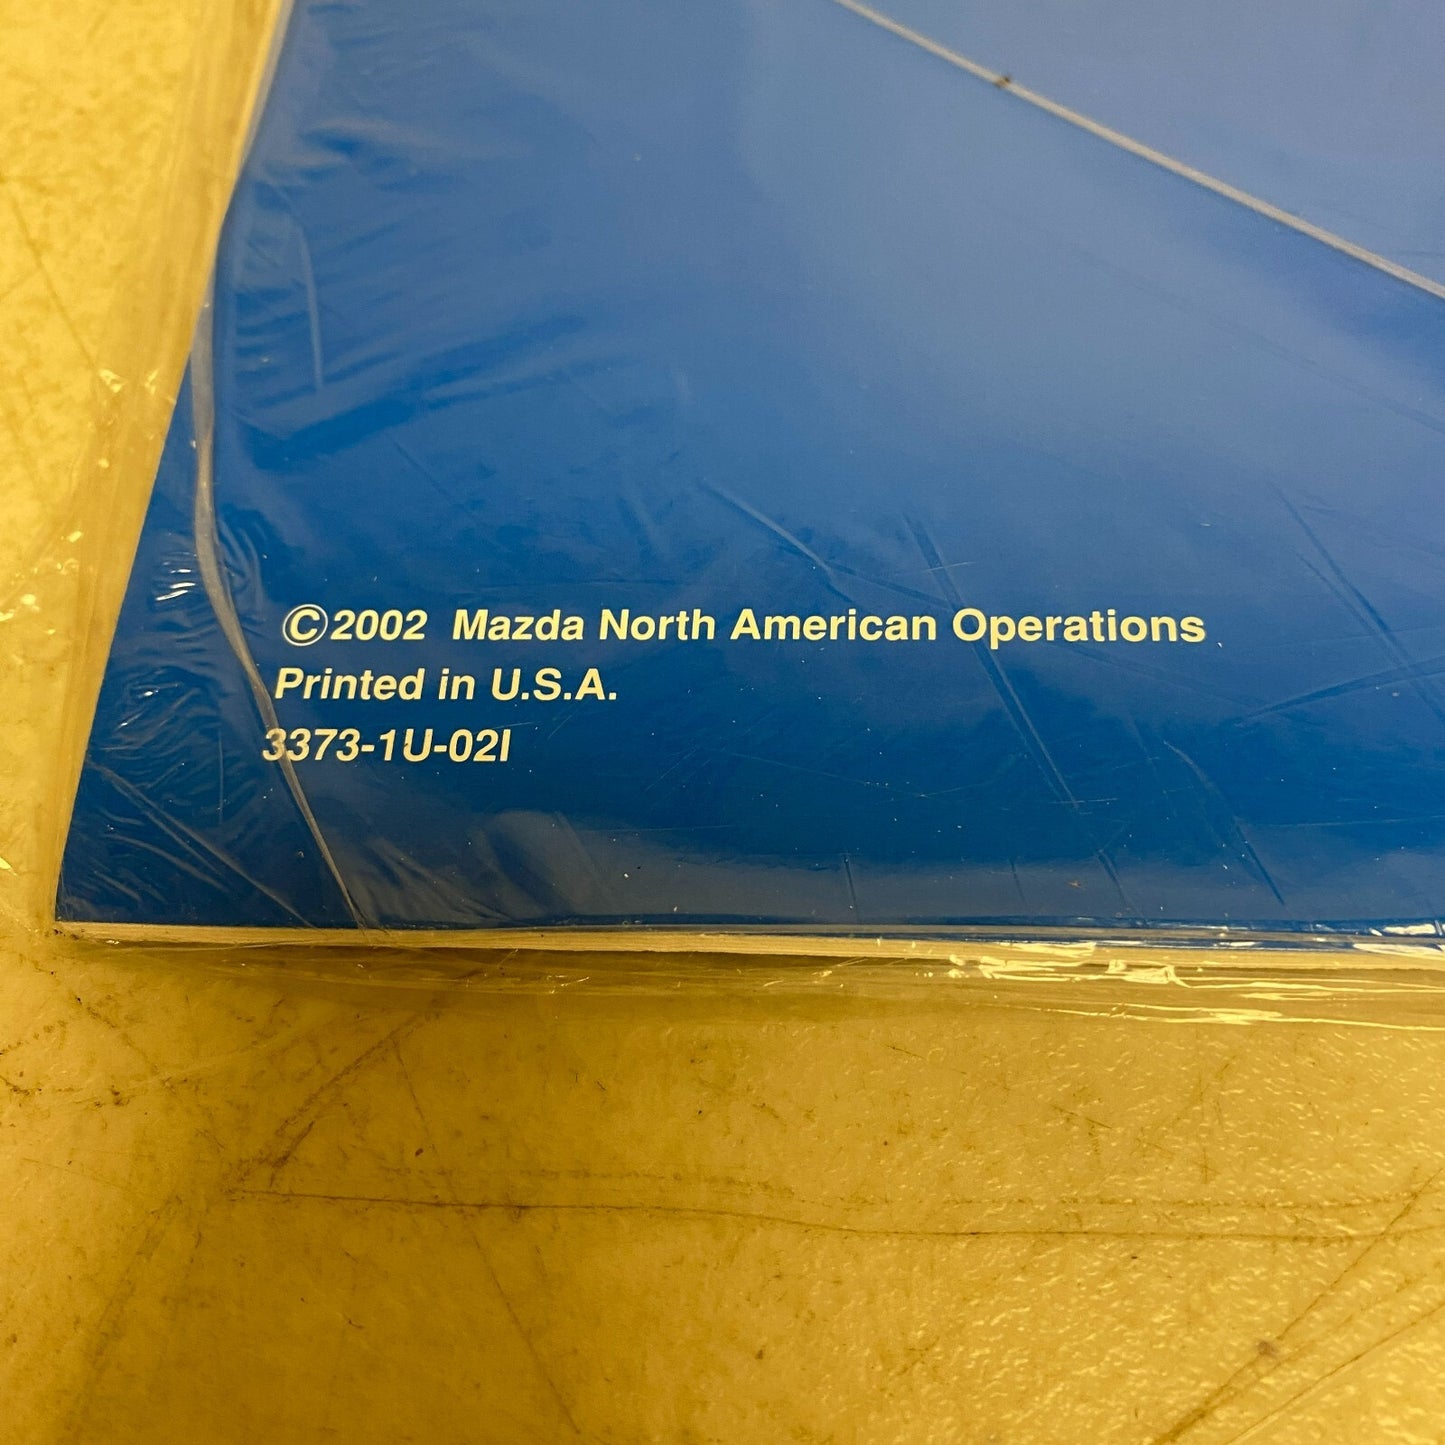 ©2002 Mazda North American Operations
Printed in U.S.A.
3373-1U-02I